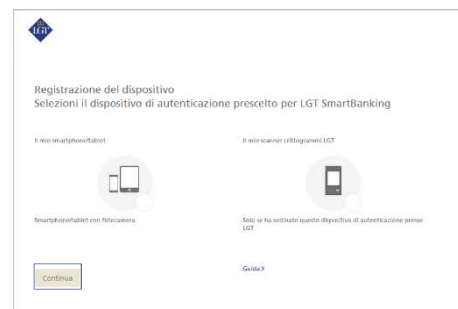 LGT
Registrazione del dispositivo
Selezioni il dispositivo di autenticazione prescelto per LGT SmartBanking
Il mio smartphone/tablet
Il mio scanner crittogrammi LGT
Smartphone/tablet con fotocamera
Solo se ha ordinato questo dispositivo di autenticazione presso
LGT.
Guida >
Continua